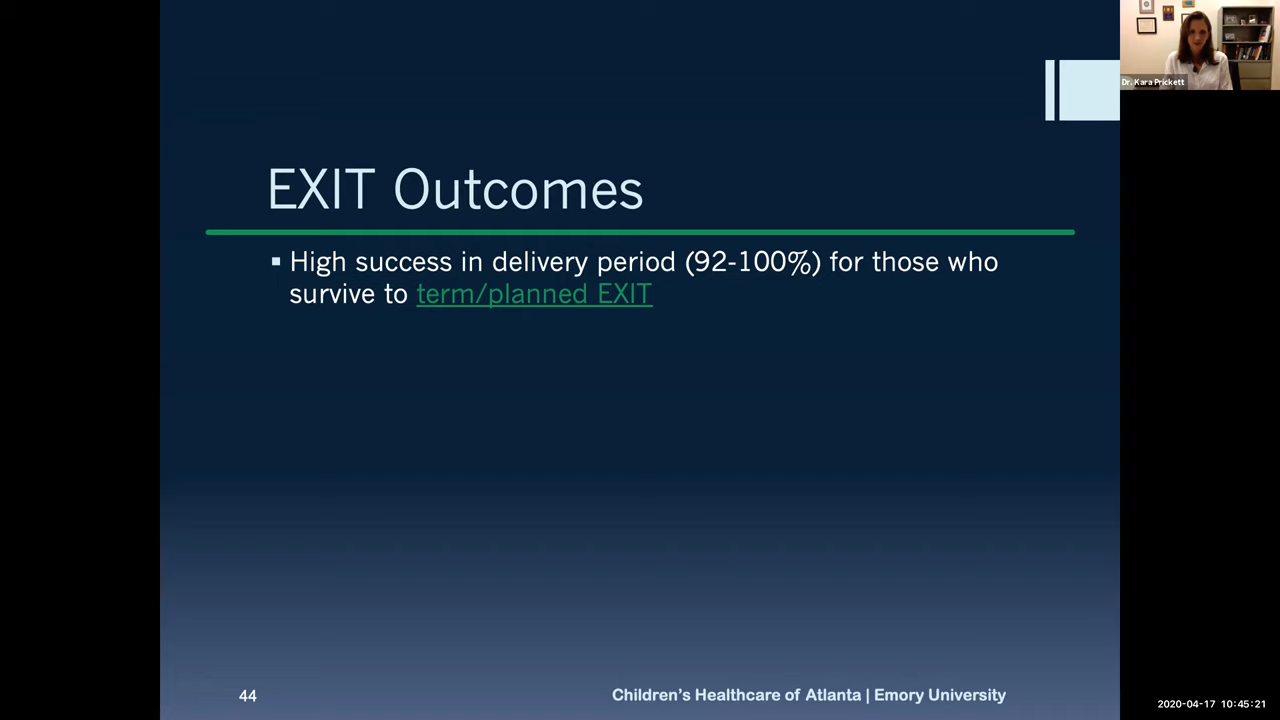 Dr. Kara Prickett
EXIT Outcomes
▪ High success in delivery period (92-100%) for those who
survive to term/planned EXIT
44
Children's Healthcare of Atlanta | Emory University
2020-04-17 10:45:21